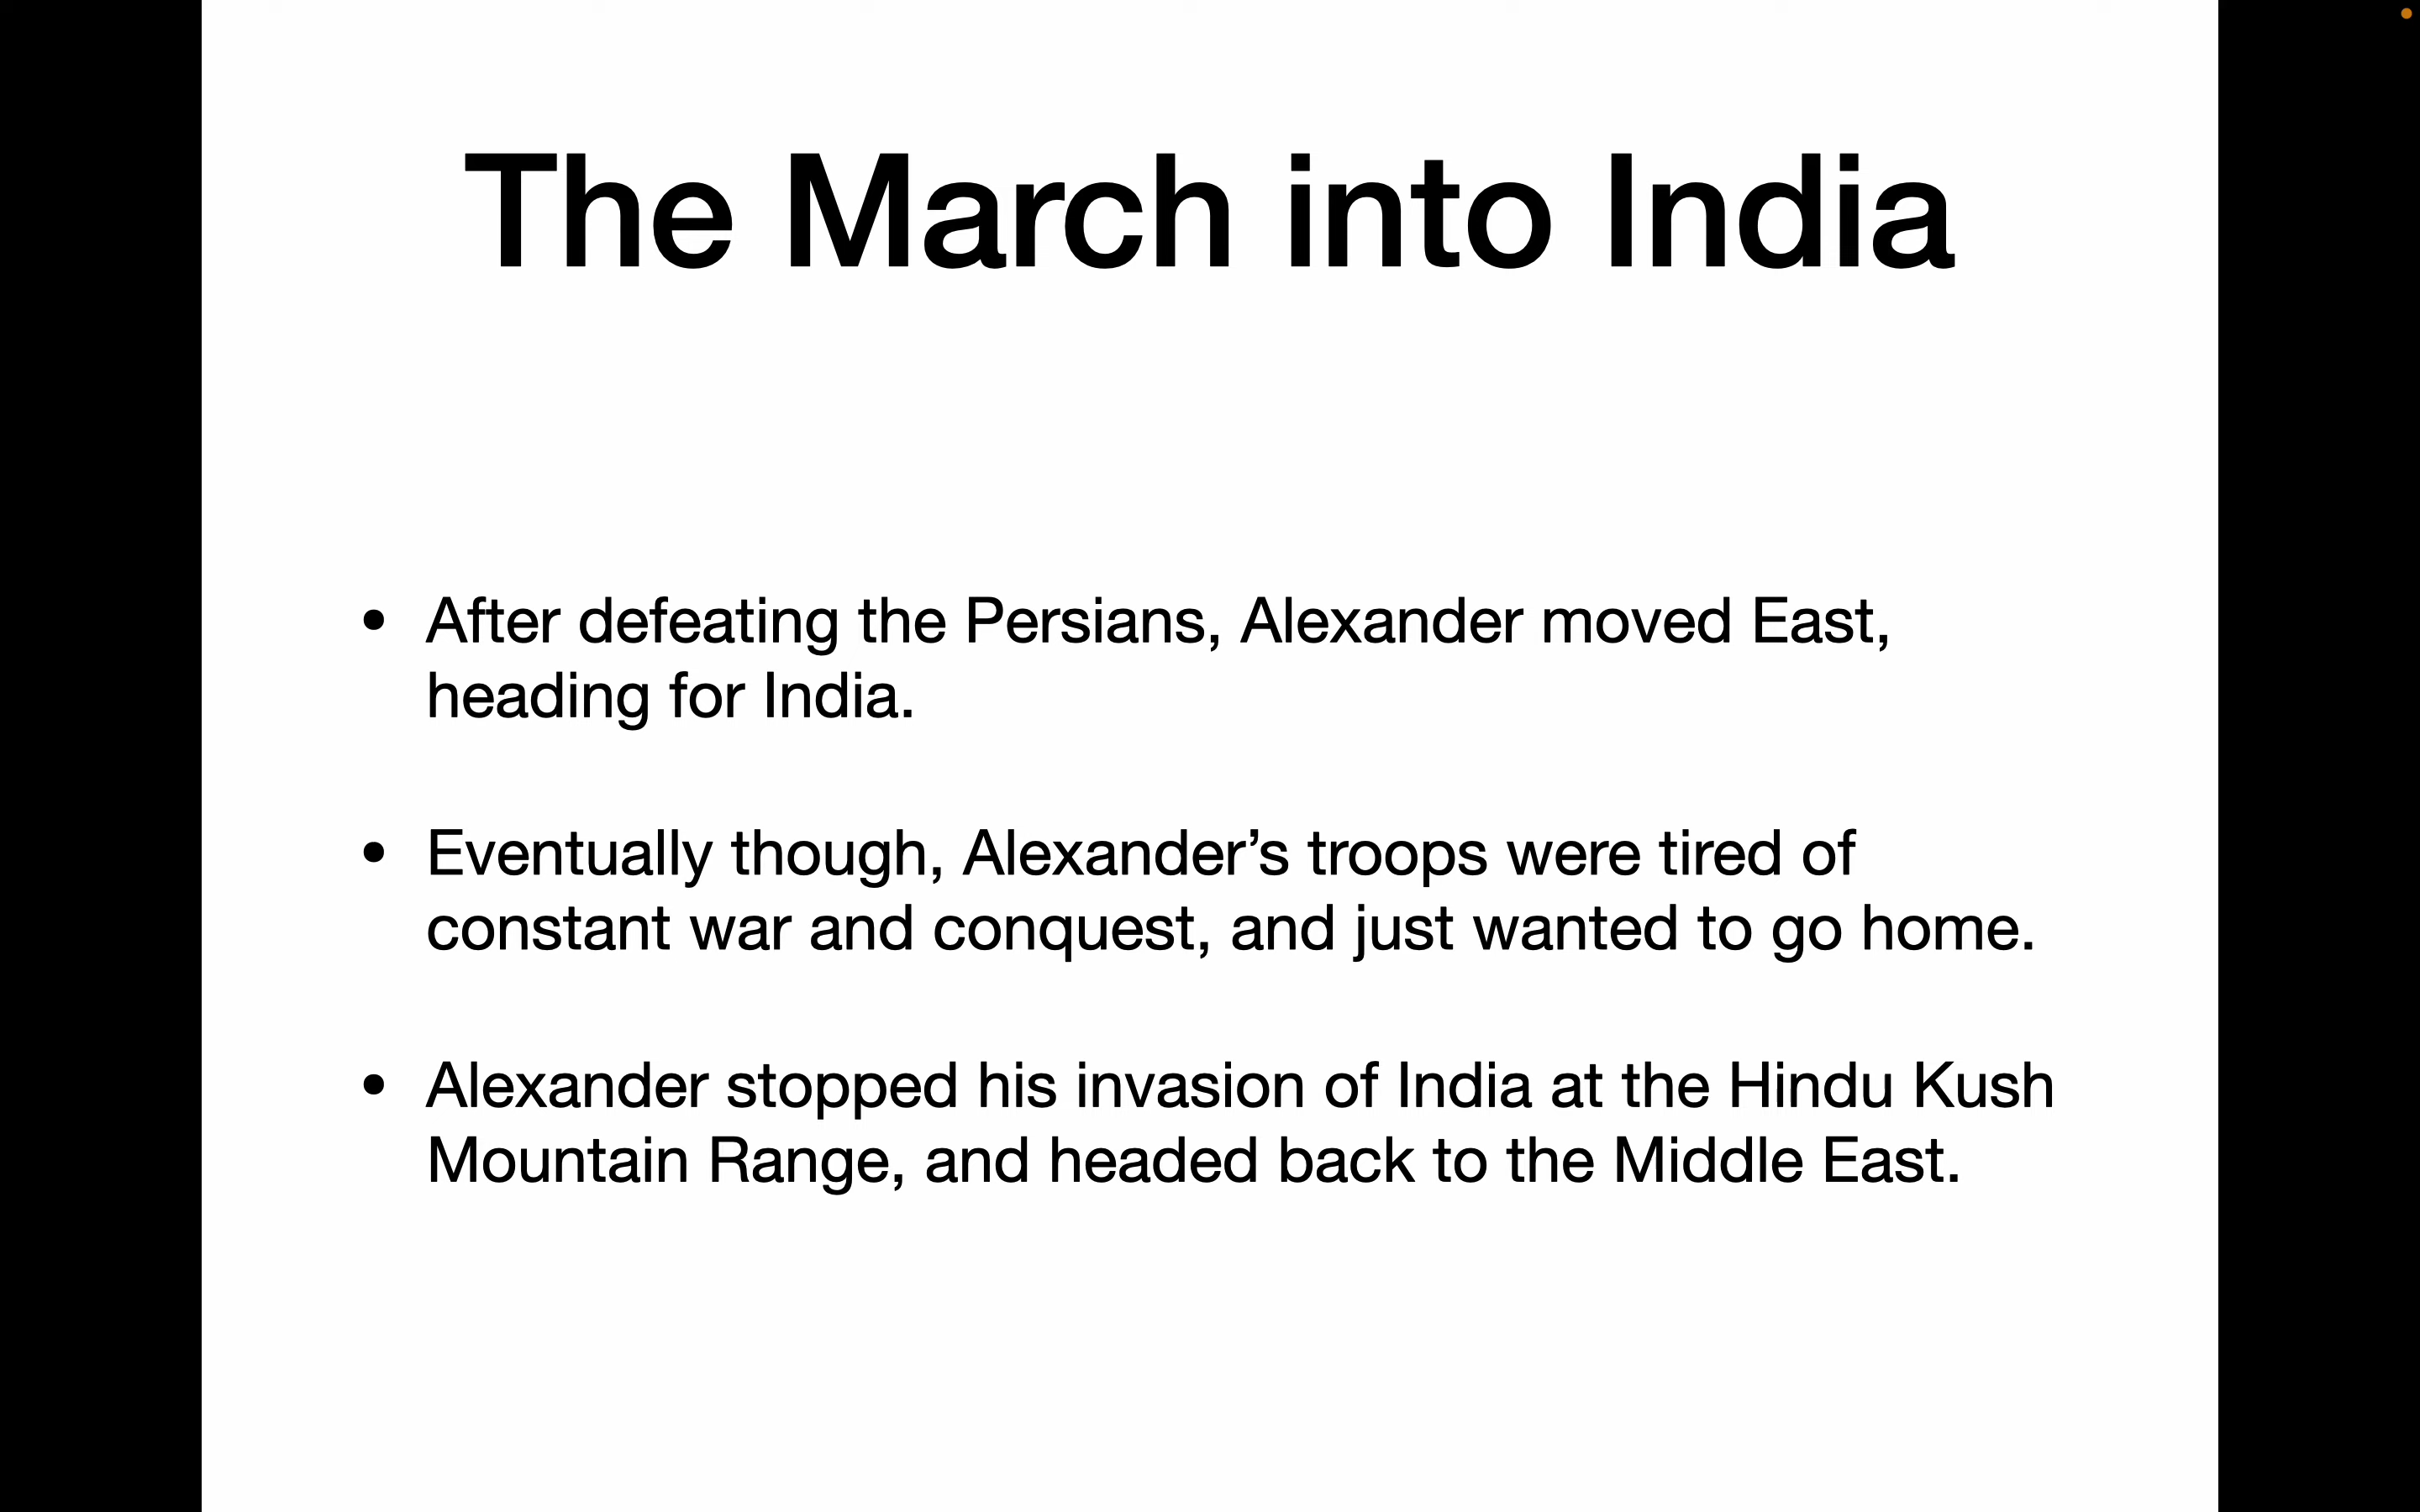 The March into India
• After defeating the Persians, Alexander moved East,
heading for India.
• Eventually though, Alexander’s troops were tired of
constant war and conquest, and just wanted to go home.
• Alexander stopped his invasion of India at the Hindu Kush
Mountain Range, and headed back to the Middle East.